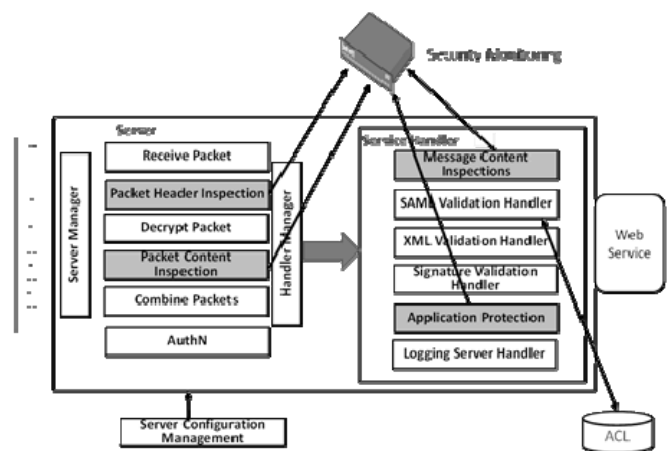 Security Monitoring
Server
Service Handler
Server Manager
Receive Packet
Packet Header Inspection
Decrypt Packet
Packet Content
Inspection
Combine Packets
AuthN
Handler Manager
Message Content
Inspections
SAML Validation Handler
XML Validation Handler
Signature Validation
Handler
Application Protection
Logging Server Handler
Web
Service
Server Configuration
Management
ACL